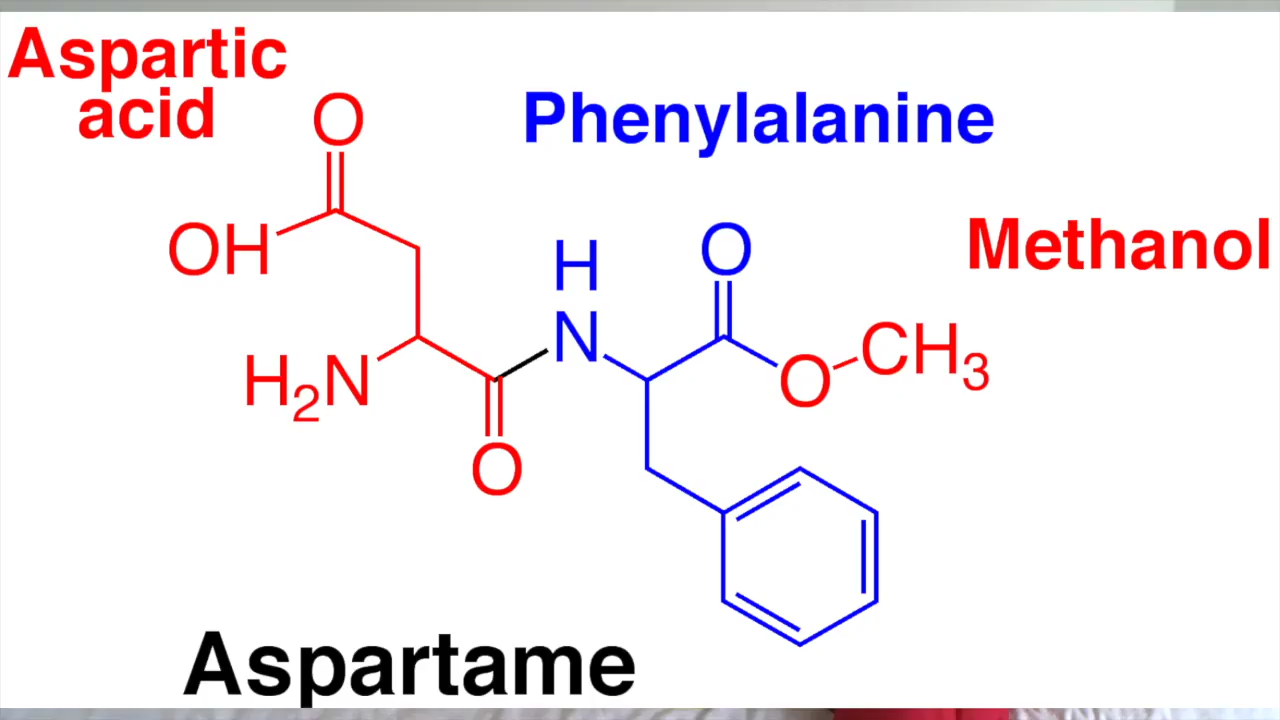 Aspartic
acid
Phenylalanine
Methanol
O
OH
H
N
O
H2N
O
CH3
O
Aspartame